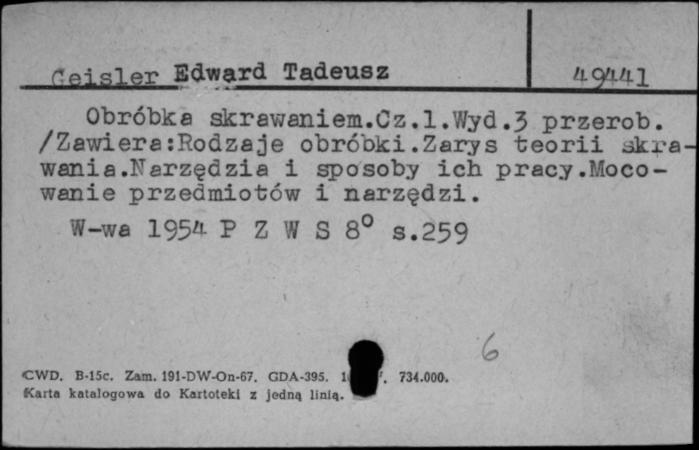 Geisler Edward Tadeusz 49441
Obróbka skrawaniem.Cz.1.Wyd.3 przerob.
/Zawiera:Rodzaje obróbki.Zarys teorii skra-
wania.Narzędzia i sposoby ich pracy.Moco-
wanie przedmiotów i narzędzi.
W-wa 1954 P Z W S 8° s.259
6
CWD. B-15c. Zam. 191-DW-On-67. GDA-395. 734.000.
Karta katalogowa do Kartoteki z jedną linią.